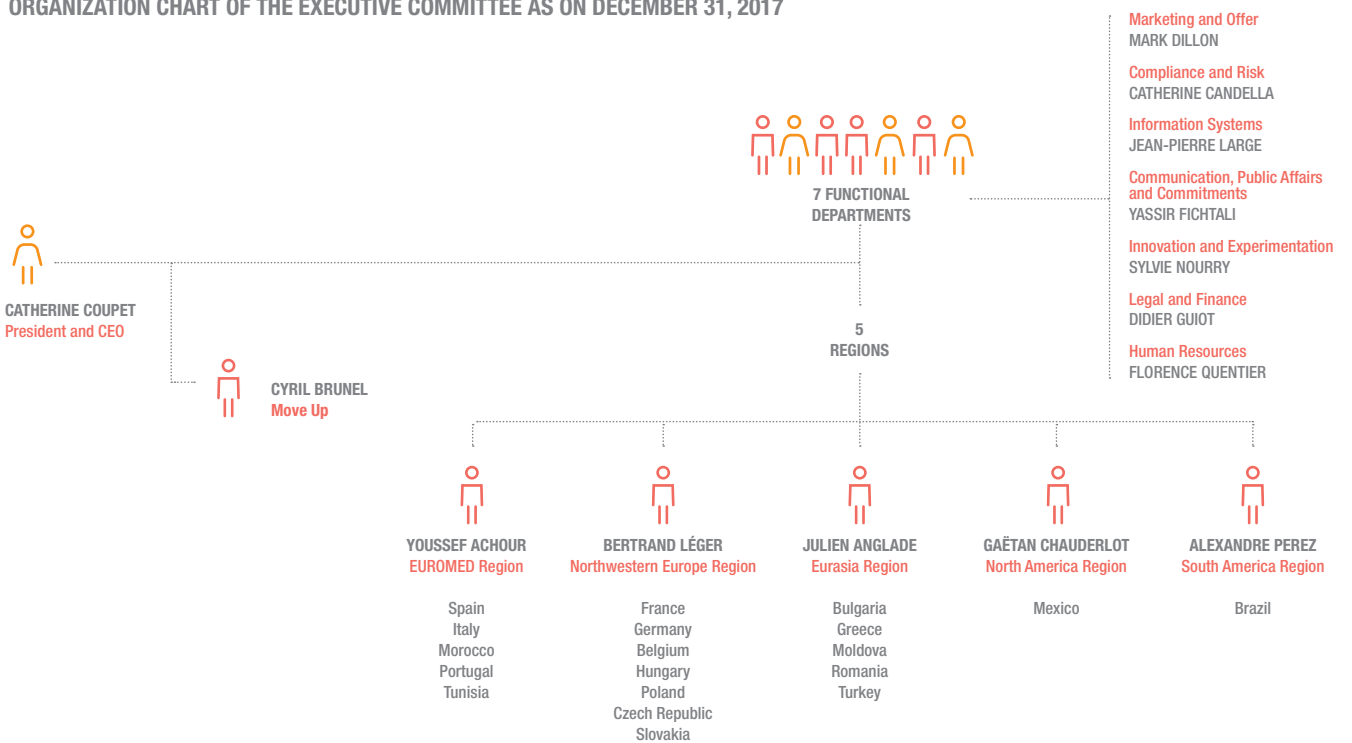 ORGANIZATION CHART OF THE EXECUTIVE COMMITTEE AS ON DECEMBER 31, 2017
Marketing and Offer
MARK DILLON
Compliance and Risk
CATHERINE CANDELLA
Information Systems
JEAN-PIERRE LARGE
Communication, Public Affairs
and Commitments
YASSIR FICHTALI
Innovation and Experimentation
SYLVIE NOURRY
Legal and Finance
DIDIER GUIOT
Human Resources
FLORENCE QUENTIER
7 FUNCTIONAL
DEPARTMENTS
CATHERINE COUPET
President and CEO
5
REGIONS
CYRIL BRUNEL
Move Up
YOUSSEF ACHOUR
EUROMED Region
Spain
Italy
Morocco
Portugal
Tunisia
BERTRAND LÉGER
Northwestern Europe Region
France
Germany
Belgium
Hungary
Poland
Czech Republic
Slovakia
JULIEN ANGLADE
Eurasia Region
Bulgaria
Greece
Moldova
Romania
Turkey
GAËTAN CHAUDERLOT
North America Region
Mexico
ALEXANDRE PEREZ
South America Region
Brazil